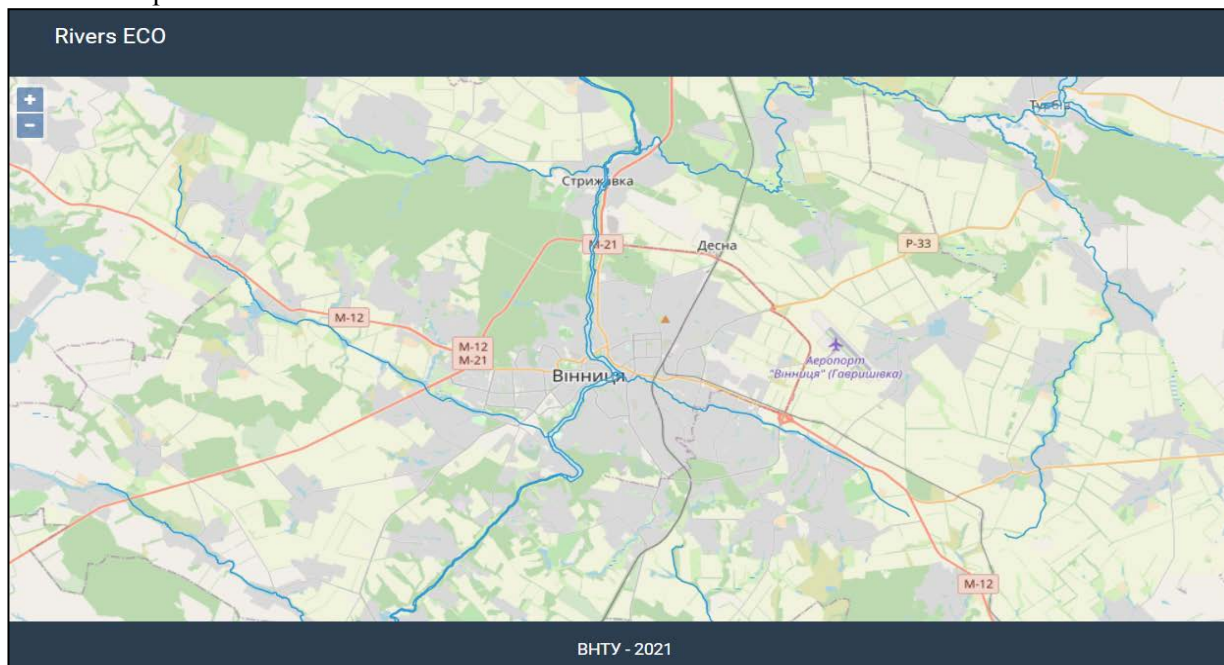 Rivers ECO
+
−
Стрижавка
М-21
Десна
Р-33
М-12
М-12
М-21
Вінниця
Аеропорт
"Вінниця" (Гавришівка)
М-12
ВНТУ - 2021